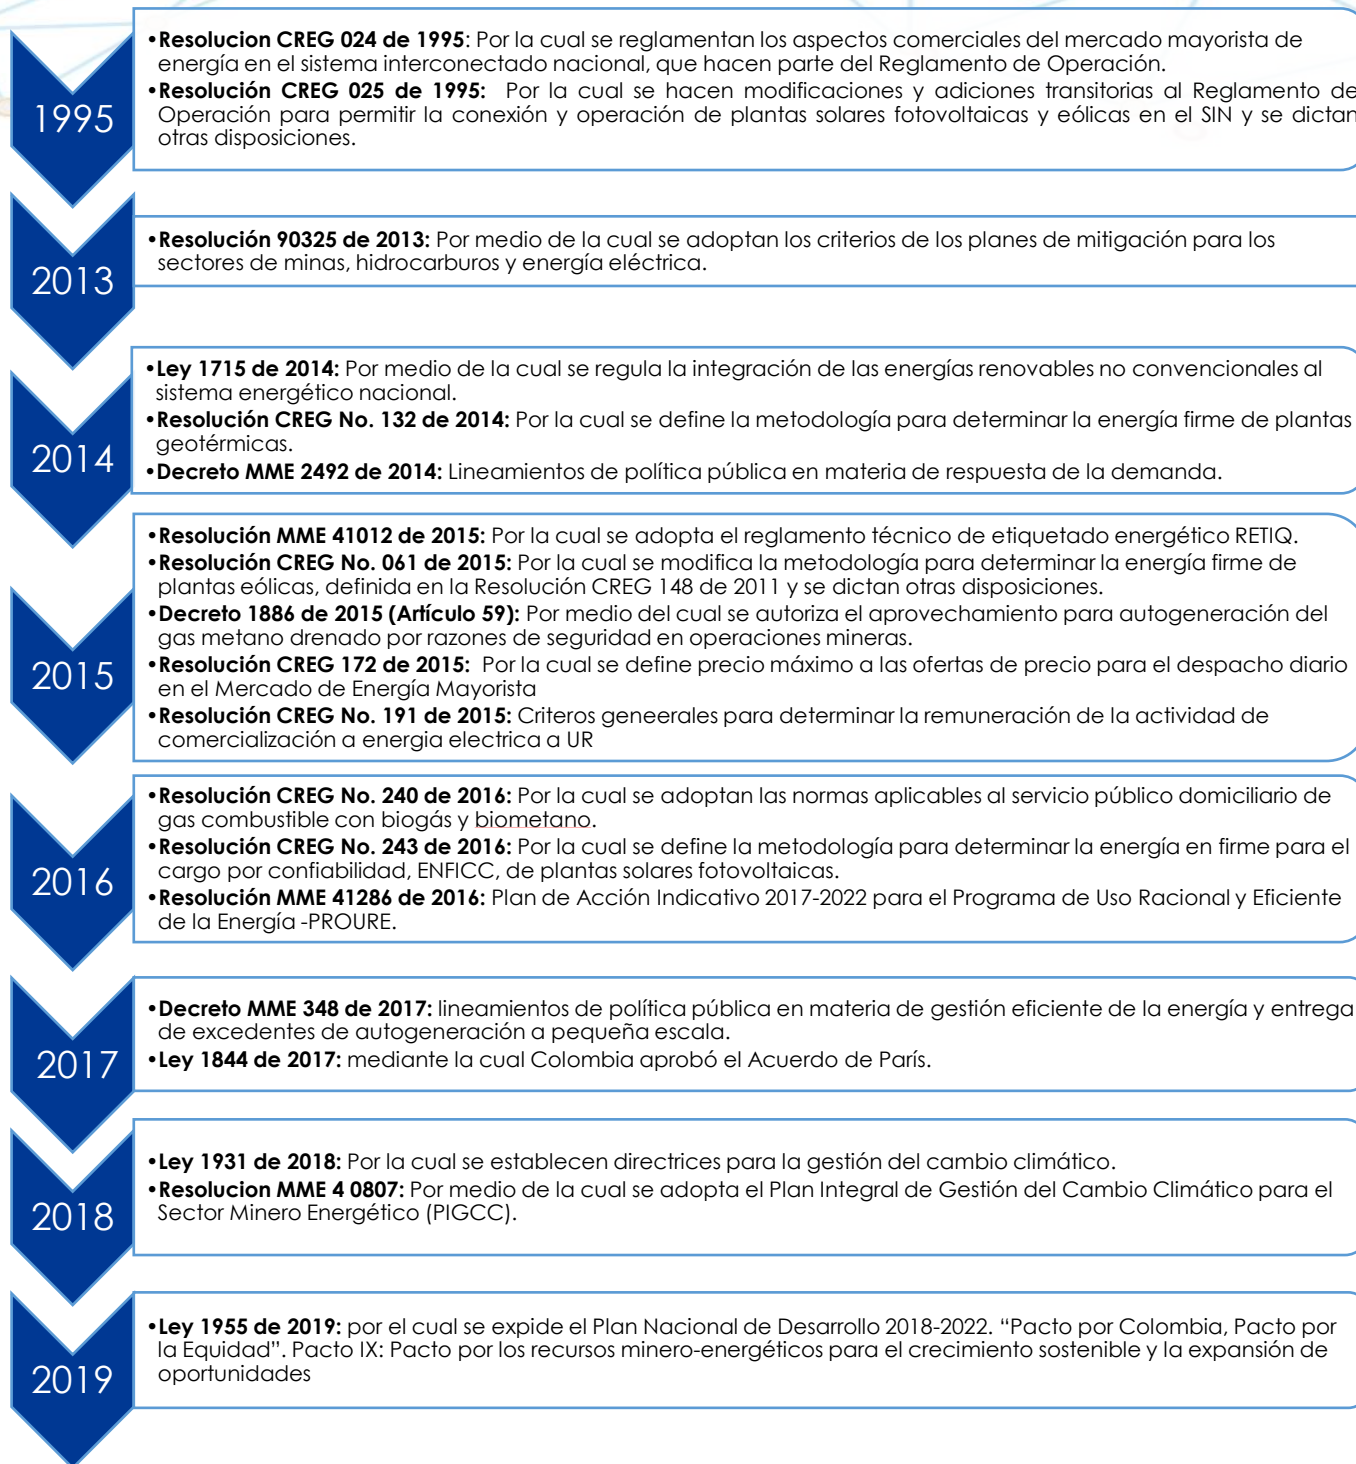 1995
•Resolucion CREG 024 de 1995: Por la cual se reglamentan los aspectos comerciales del mercado mayorista de
energía en el sistema interconectado nacional, que hacen parte del Reglamento de Operación.
•Resolución CREG 025 de 1995: Por la cual se hacen modificaciones y adiciones transitorias al Reglamento de
Operación para permitir la conexión y operación de plantas solares fotovoltaicas y eólicas en el SIN y se dictan
otras disposiciones.
2013
•Resolución 90325 de 2013: Por medio de la cual se adoptan los criterios de los planes de mitigación para los
sectores de minas, hidrocarburos y energía eléctrica.
2014
•Ley 1715 de 2014: Por medio de la cual se regula la integración de las energías renovables no convencionales al
sistema energético nacional.
•Resolución CREG No. 132 de 2014: Por la cual se define la metodología para determinar la energía firme de plantas
geotérmicas.
•Decreto MME 2492 de 2014: Lineamientos de política pública en materia de respuesta de la demanda.
2015
•Resolución MME 41012 de 2015: Por la cual se adopta el reglamento técnico de etiquetado energético RETIQ.
•Resolución CREG No. 061 de 2015: Por la cual se modifica la metodología para determinar la energía firme de
plantas eólicas, definida en la Resolución CREG 148 de 2011 y se dictan otras disposiciones.
•Decreto 1886 de 2015 (Artículo 59): Por medio del cual se autoriza el aprovechamiento para autogeneración del
gas metano drenado por razones de seguridad en operaciones mineras.
•Resolución CREG 172 de 2015: Por la cual se define precio máximo a las ofertas de precio para el despacho diario
en el Mercado de Energía Mayorista
•Resolución CREG No. 191 de 2015: Criteros geneerales para determinar la remuneración de la actividad de
comercialización a energia electrica a UR
2016
•Resolución CREG No. 240 de 2016: Por la cual se adoptan las normas aplicables al servicio público domiciliario de
gas combustible con biogás y biometano.
•Resolución CREG No. 243 de 2016: Por la cual se define la metodología para determinar la energía en firme para el
cargo por confiabilidad, ENFICC, de plantas solares fotovoltaicas.
•Resolución MME 41286 de 2016: Plan de Acción Indicativo 2017-2022 para el Programa de Uso Racional y Eficiente
de la Energía -PROURE.
2017
•Decreto MME 348 de 2017: lineamientos de política pública en materia de gestión eficiente de la energía y entrega
de excedentes de autogeneración a pequeña escala.
•Ley 1844 de 2017: mediante la cual Colombia aprobó el Acuerdo de París.
2018
•Ley 1931 de 2018: Por la cual se establecen directrices para la gestión del cambio climático.
•Resolucion MME 4 0807: Por medio de la cual se adopta el Plan Integral de Gestión del Cambio Climático para el
Sector Minero Energético (PIGCC).
2019
•Ley 1955 de 2019: por el cual se expide el Plan Nacional de Desarrollo 2018-2022. “Pacto por Colombia, Pacto por
la Equidad”. Pacto IX: Pacto por los recursos minero-energéticos para el crecimiento sostenible y la expansión de
oportunidades